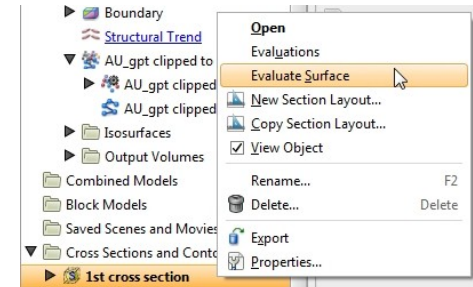 Boundary
Structural Trend
AU_gpt clipped to
AU_gpt clipped
AU_gpt clipped
Isosurfaces
Output Volumes
Combined Models
Block Models
Saved Scenes and Movies
Cross Sections and Conto
1st cross section
Open
Evaluations
Evaluate Surface
New Section Layout...
Copy Section Layout...
View Object
Rename... F2
Delete... Delete
Export
Properties...